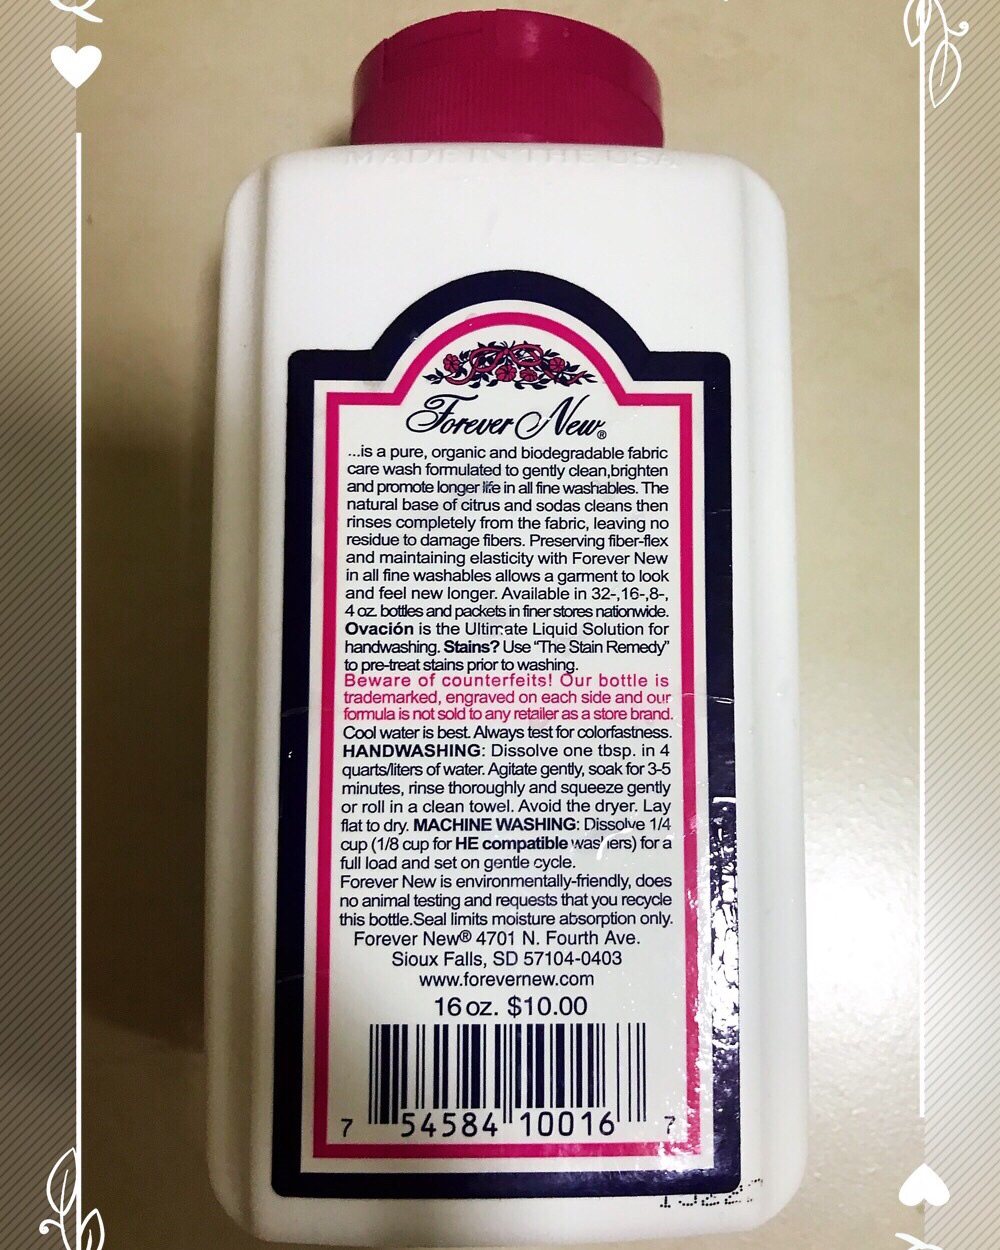 MADE IN THE USA
Forever New®
...is a pure, organic and biodegradable fabric
care wash formulated to gently clean,brighten
and promote longer life in all fine washables. The
natural base of citrus and sodas cleans then
rinses completely from the fabric, leaving no
residue to damage fibers. Preserving fiber-flex
and maintaining elasticity with Forever New
in all fine washables allows a garment to look
and feel new longer. Available in 32-,16-,8-,
4 oz. bottles and packets in finer stores nationwide.
Ovación is the Ultimate Liquid Solution for
handwashing. Stains? Use "The Stain Remedy"
to pre-treat stains prior to washing.
Beware of counterfeits! Our bottle is
trademarked, engraved on each side and our
formula is not sold to any retailer as a store brand.
Cool water is best. Always test for colorfastness.
HANDWASHING: Dissolve one tbsp. in 4
quarts/liters of water. Agitate gently, soak for 3-5
minutes, rinse thoroughly and squeeze gently
or roll in a clean towel. Avoid the dryer. Lay
flat to dry. MACHINE WASHING: Dissolve 1/4
cup (1/8 cup for HE compatible washers) for a
full load and set on gentle cycle.
Forever New is environmentally-friendly, does
no animal testing and requests that you recycle
this bottle.Seal limits moisture absorption only.
Forever New® 4701 N. Fourth Ave.
Sioux Falls, SD 57104-0403
www.forevernew.com
16 oz. $10.00
7 54584 10016 7